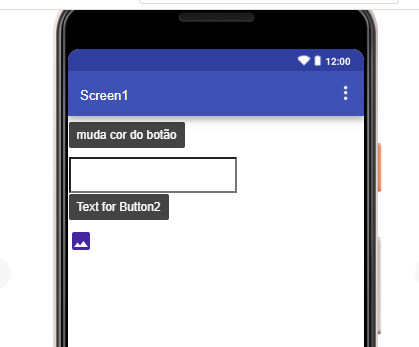 12:00
Screen1
muda cor do botão
Text for Button2